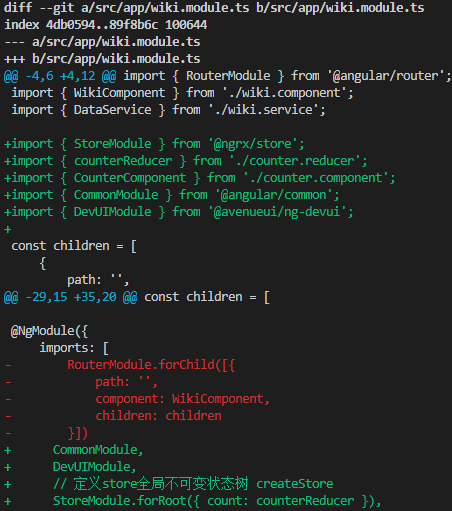 diff --git a/src/app/wiki.module.ts b/src/app/wiki.module.ts
index 4db0594..89f8b6c 100644
--- a/src/app/wiki.module.ts
+++ b/src/app/wiki.module.ts
@@ -4,6 +4,12 @@ import { RouterModule } from '@angular/router';
 import { WikiComponent } from './wiki.component';
 import { DataService } from './wiki.service';
+import { StoreModule } from '@ngrx/store';
+import { counterReducer } from './counter.reducer';
+import { CounterComponent } from './counter.component';
+import { CommonModule } from '@angular/common';
+import { DevUIModule } from '@avenueui/ng-devui';
+
 const children = [
     {
         path: '',
@@ -29,15 +35,20 @@ const children = [
 @NgModule({
     imports: [
-        RouterModule.forChild([{
-            path: '',
-            component: WikiComponent,
-            children: children
-        }])
+      CommonModule,
+      DevUIModule,
+      // 定义store全局不可变状态树 createStore
+      StoreModule.forRoot({ count: counterReducer }),